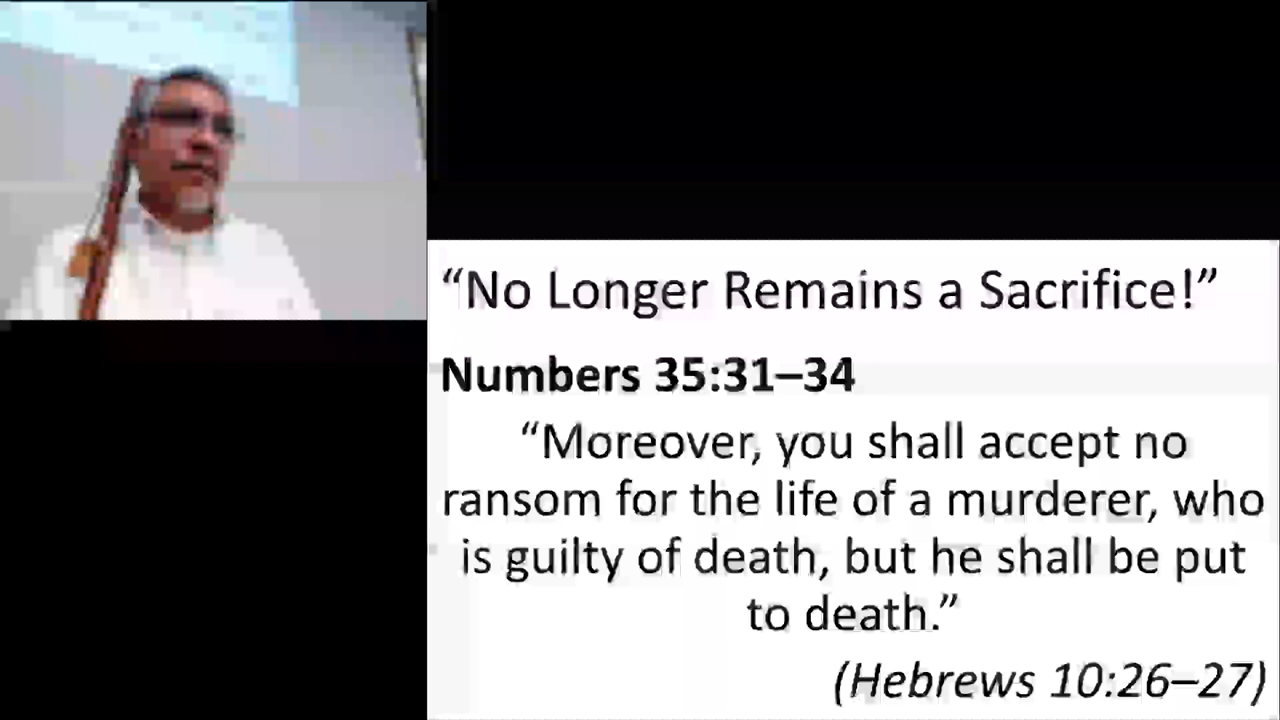 “No Longer Remains a Sacrifice!”
Numbers 35:31–34
“Moreover, you shall accept no
ransom for the life of a murderer, who
is guilty of death, but he shall be put
to death.”
(Hebrews 10:26–27)